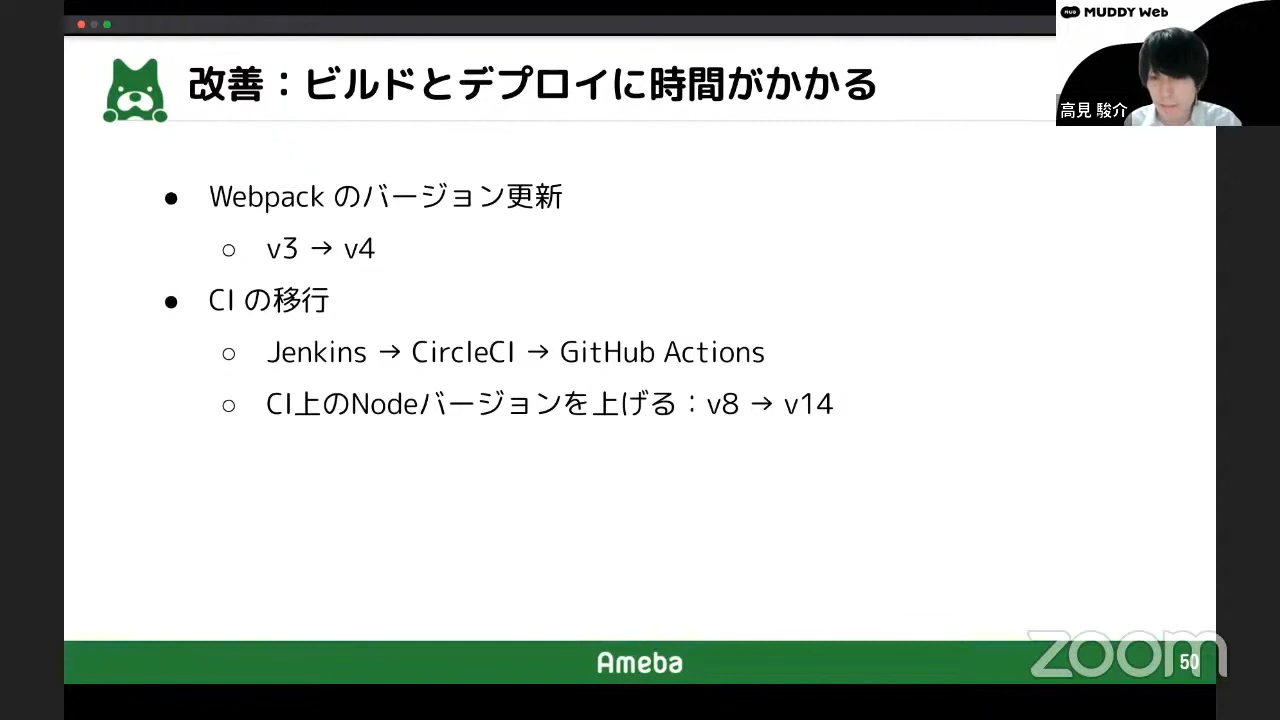 MUD MUDDY Web
高見 駿介
改善：ビルドとデプロイに時間がかかる
● Webpack のバージョン更新
○ v3 → v4
● CI の移行
○ Jenkins → CircleCI → GitHub Actions
○ CI上のNodeバージョンを上げる：v8 → v14
Ameba
zoom
50